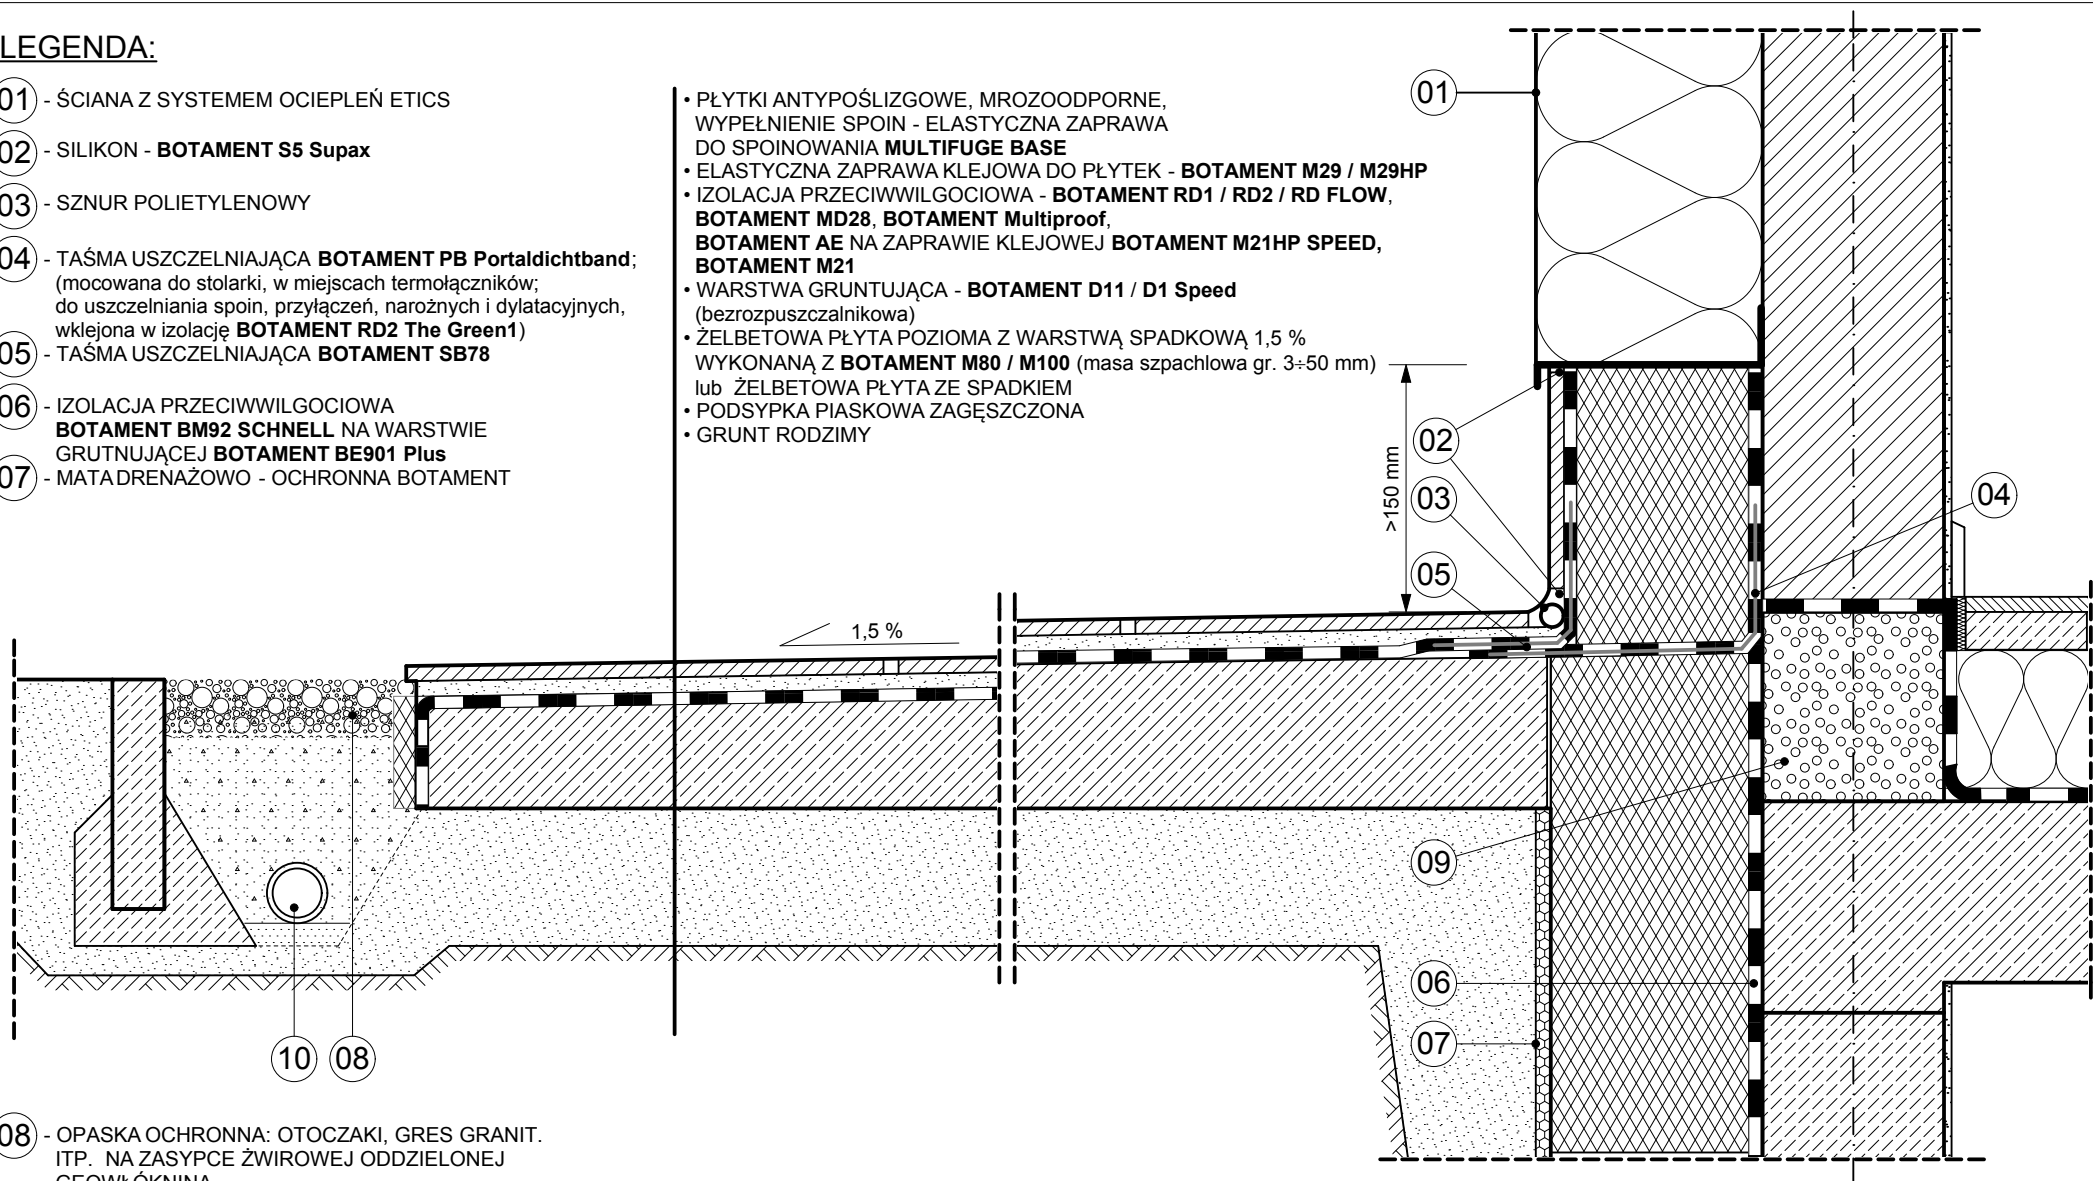 LEGENDA:
01 - ŚCIANA Z SYSTEMEM OCIEPLEŃ ETICS
02 - SILIKON - BOTAMENT S5 Supax
03 - SZNUR POLIETYLENOWY
04 - TAŚMA USZCZELNIAJĄCA BOTAMENT PB Portaldichtband;
(mocowana do stolarki, w miejscach termołączników;
do uszczelniania spoin, przyłączeń, narożnych i dylatacyjnych,
wklejona w izolację BOTAMENT RD2 The Green1)
05 - TAŚMA USZCZELNIAJĄCA BOTAMENT SB78
06 - IZOLACJA PRZECIWWILGOCIOWA
BOTAMENT BM92 SCHNELL NA WARSTWIE
GRUTNUJĄCEJ BOTAMENT BE901 Plus
07 - MATA DRENAŻOWO - OCHRONNA BOTAMENT
• PŁYTKI ANTYPOŚLIZGOWE, MROZOODPORNE,
WYPEŁNIENIE SPOIN - ELASTYCZNA ZAPRAWA
DO SPOINOWANIA MULTIFUGE BASE
• ELASTYCZNA ZAPRAWA KLEJOWA DO PŁYTEK - BOTAMENT M29 / M29HP
• IZOLACJA PRZECIWWILGOCIOWA - BOTAMENT RD1 / RD2 / RD FLOW,
BOTAMENT MD28, BOTAMENT Multiproof,
BOTAMENT AE NA ZAPRAWIE KLEJOWEJ BOTAMENT M21HP SPEED,
BOTAMENT M21
• WARSTWA GRUNTUJĄCA - BOTAMENT D11 / D1 Speed
(bezrozpuszczalnikowa)
• ŻELBETOWA PŁYTA POZIOMA Z WARSTWĄ SPADKOWĄ 1,5 %
WYKONANĄ Z BOTAMENT M80 / M100 (masa szpachlowa gr. 3÷50 mm)
lub ŻELBETOWA PŁYTA ZE SPADKIEM
• PODSYPKA PIASKOWA ZAGĘSZCZONA
• GRUNT RODZIMY
01
02
03
>150 mm
04
05
1,5 %
09
06
07
10
08
08 - OPASKA OCHRONNA: OTOCZAKI, GRES GRANIT.
ITP. NA ZASYPCE ŻWIROWEJ ODDZIELONEJ
GEOWŁÓKNINĄ